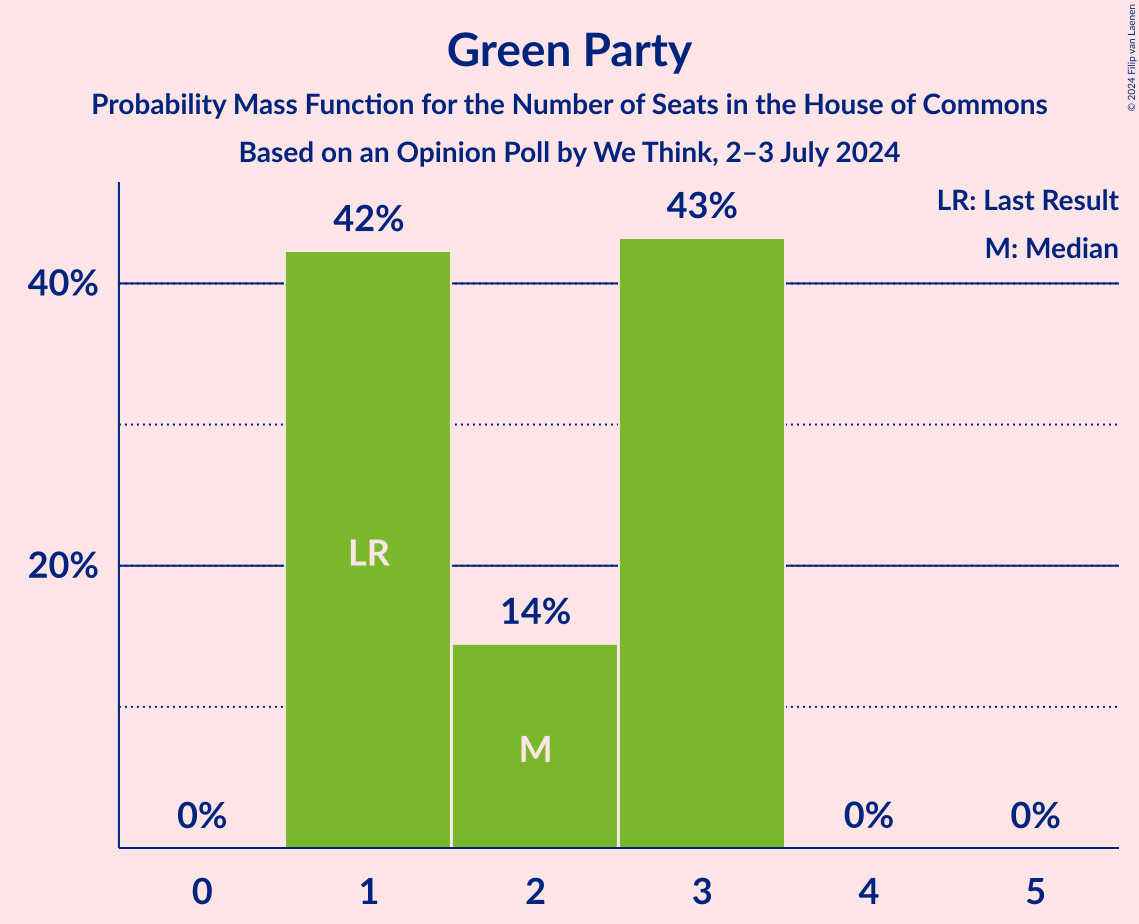 Green Party
Probability Mass Function for the Number of Seats in the House of Commons
Based on an Opinion Poll by We Think, 2–3 July 2024
© 2024 Filip van Laenen
LR: Last Result
M: Median
42%
43%
40%
LR
20%
14%
M
0%
0%
0%
0 1 2 3 4 5